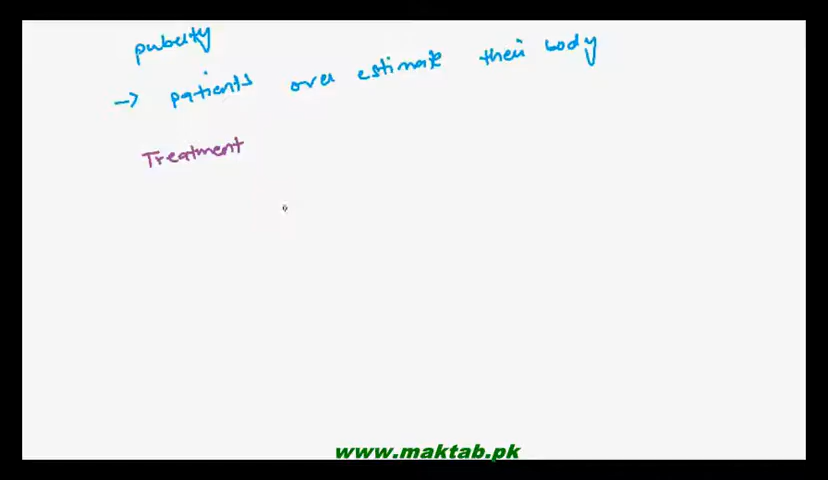 puberty
→ patients over estimate their body
Treatment
www.maktab.pk